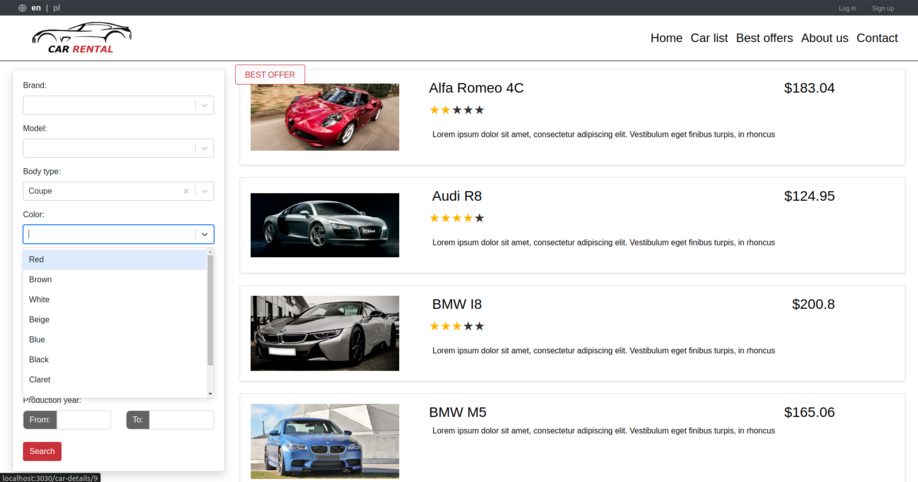 en | pl
Log in
Sign up
CAR RENTAL
Home
Car list
Best offers
About us
Contact
Brand:
Model:
Body type:
Coupe
Color:
Red
Brown
White
Beige
Blue
Black
Claret
Production year:
From:
To:
Search
BEST OFFER
Alfa Romeo 4C
$183.04
Lorem ipsum dolor sit amet, consectetur adipiscing elit. Vestibulum eget finibus turpis, in rhoncus
Audi R8
$124.95
Lorem ipsum dolor sit amet, consectetur adipiscing elit. Vestibulum eget finibus turpis, in rhoncus
BMW I8
$200.8
Lorem ipsum dolor sit amet, consectetur adipiscing elit. Vestibulum eget finibus turpis, in rhoncus
BMW M5
$165.06
Lorem ipsum dolor sit amet, consectetur adipiscing elit. Vestibulum eget finibus turpis, in rhoncus
localhost:3030/car-details/9